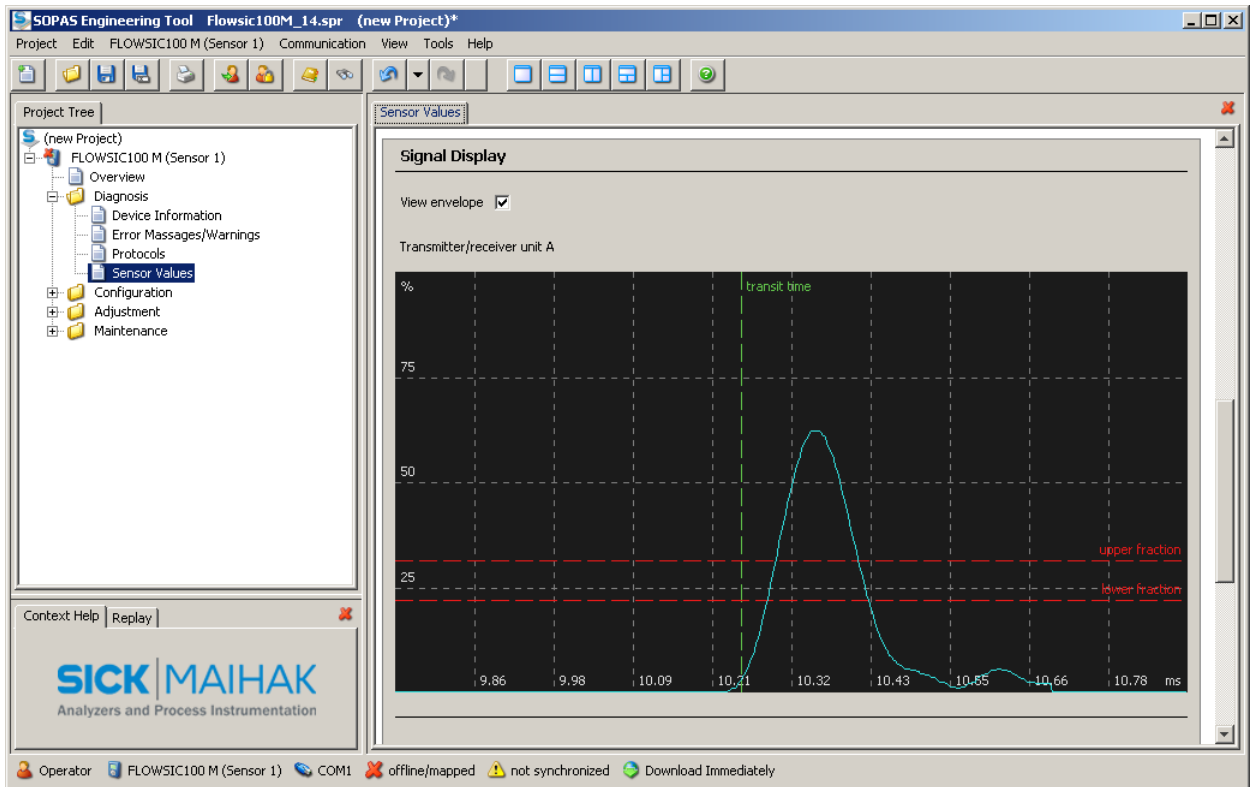 SOPAS Engineering Tool Flowsic100M_14.spr (new Project)*
Project Edit FLOWSIC100 M (Sensor 1) Communication View Tools Help
Project Tree
(new Project)
FLOWSIC100 M (Sensor 1)
Overview
Diagnosis
Device Information
Error Massages/Warnings
Protocols
Sensor Values
Configuration
Adjustment
Maintenance
Context Help Replay
SICK MAIHAK
Analyzers and Process Instrumentation
Sensor Values
Signal Display
View envelope
Transmitter/receiver unit A
% transit time
75
50
upper fraction
25
lower fraction
9.86 9.98 10.09 10.21 10.32 10.43 10.55 10.66 10.78 ms
Operator FLOWSIC100 M (Sensor 1) COM1 offline/mapped not synchronized Download Immediately